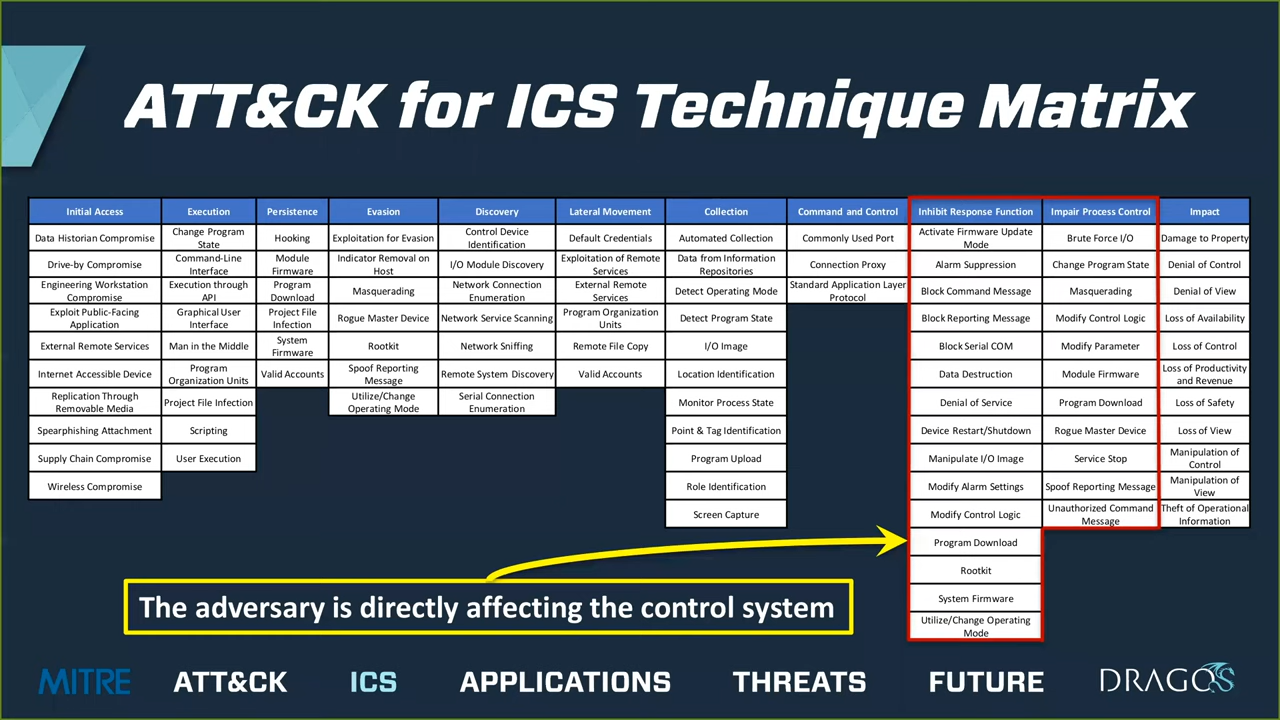 ATT&CK for ICS Technique Matrix
Initial Access
Data Historian Compromise
Drive-by Compromise
Engineering Workstation
Compromise
Exploit Public-Facing
Application
External Remote Services
Internet Accessible Device
Replication Through
Removable Media
Spearphishing Attachment
Supply Chain Compromise
Wireless Compromise
Execution
Change Program
State
Command-Line
Interface
Execution through
API
Graphical User
Interface
Man in the Middle
Program
Organization Units
Project File Infection
Scripting
User Execution
Persistence
Hooking
Module
Firmware
Program
Download
Project File
Infection
System
Firmware
Valid Accounts
Evasion
Exploitation for Evasion
Indicator Removal on
Host
Masquerading
Rogue Master Device
Rootkit
Spoof Reporting
Message
Utilize/Change
Operating Mode
Discovery
Control Device
Identification
I/O Module Discovery
Network Connection
Enumeration
Network Service Scanning
Network Sniffing
Remote System Discovery
Serial Connection
Enumeration
Lateral Movement
Default Credentials
Exploitation of Remote
Services
External Remote
Services
Program Organization
Units
Remote File Copy
Valid Accounts
Collection
Automated Collection
Data from Information
Repositories
Detect Operating Mode
Detect Program State
I/O Image
Location Identification
Monitor Process State
Point & Tag Identification
Program Upload
Role Identification
Screen Capture
Command and Control
Commonly Used Port
Connection Proxy
Standard Application Layer
Protocol
Inhibit Response Function
Activate Firmware Update
Mode
Alarm Suppression
Block Command Message
Block Reporting Message
Block Serial COM
Data Destruction
Denial of Service
Device Restart/Shutdown
Manipulate I/O Image
Modify Alarm Settings
Modify Control Logic
Program Download
Rootkit
System Firmware
Utilize/Change Operating
Mode
Impair Process Control
Brute Force I/O
Change Program State
Masquerading
Modify Control Logic
Modify Parameter
Module Firmware
Program Download
Rogue Master Device
Service Stop
Spoof Reporting Message
Unauthorized Command
Message
Impact
Damage to Property
Denial of Control
Denial of View
Loss of Availability
Loss of Control
Loss of Productivity
and Revenue
Loss of Safety
Loss of View
Manipulation of
Control
Manipulation of
View
Theft of Operational
Information
The adversary is directly affecting the control system
MITRE ATT&CK ICS APPLICATIONS THREATS FUTURE DRAGOS